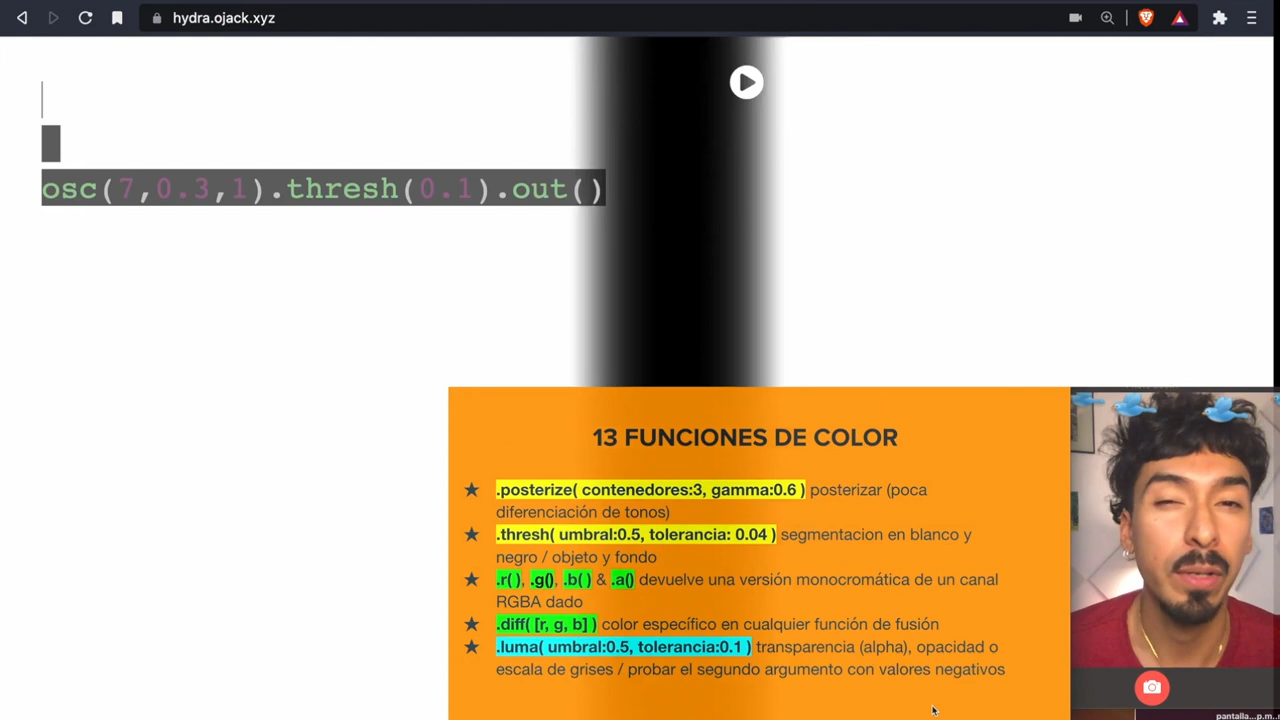 hydra.ojack.xyz
osc(7,0.3,1).thresh(0.1).out()
13 FUNCIONES DE COLOR
★ .posterize( contenedores:3, gamma:0.6 ) posterizar (poca
diferenciación de tonos)
★ .thresh( umbral:0.5, tolerancia: 0.04 ) segmentacion en blanco y
negro / objeto y fondo
★ .r( ), .g(), .b( ) & .a() devuelve una versión monocromática de un canal
RGBA dado
★ .diff( [r, g, b] ) color específico en cualquier función de fusión
★ .luma( umbral:0.5, tolerancia:0.1 ) transparencia (alpha), opacidad o
escala de grises / probar el segundo argumento con valores negativos
pantalla...p.m..